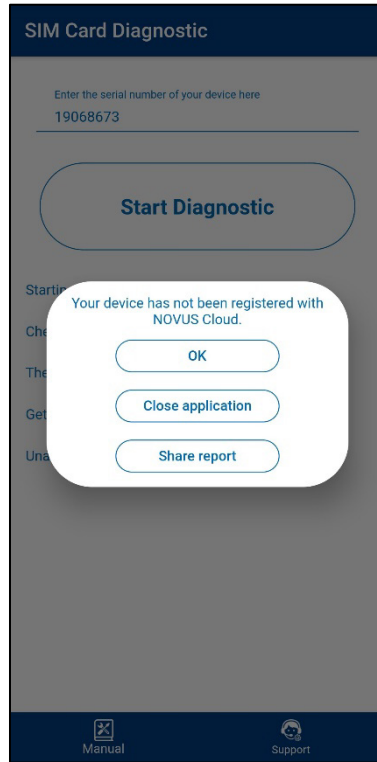 SIM Card Diagnostic
Enter the serial number of your device here
19068673
Start Diagnostic
Your device has not been registered with
NOVUS Cloud.
OK
Close application
Share report
Manual
Support